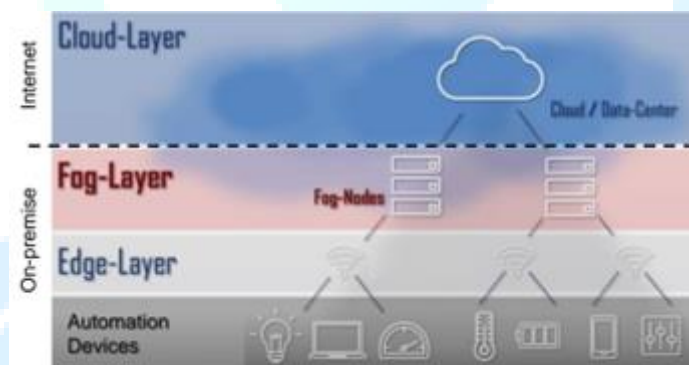 Internet
Cloud-Layer
Cloud / Data-Center
On-premise
Fog-Layer
Fog-Nodes
Edge-Layer
Automation
Devices